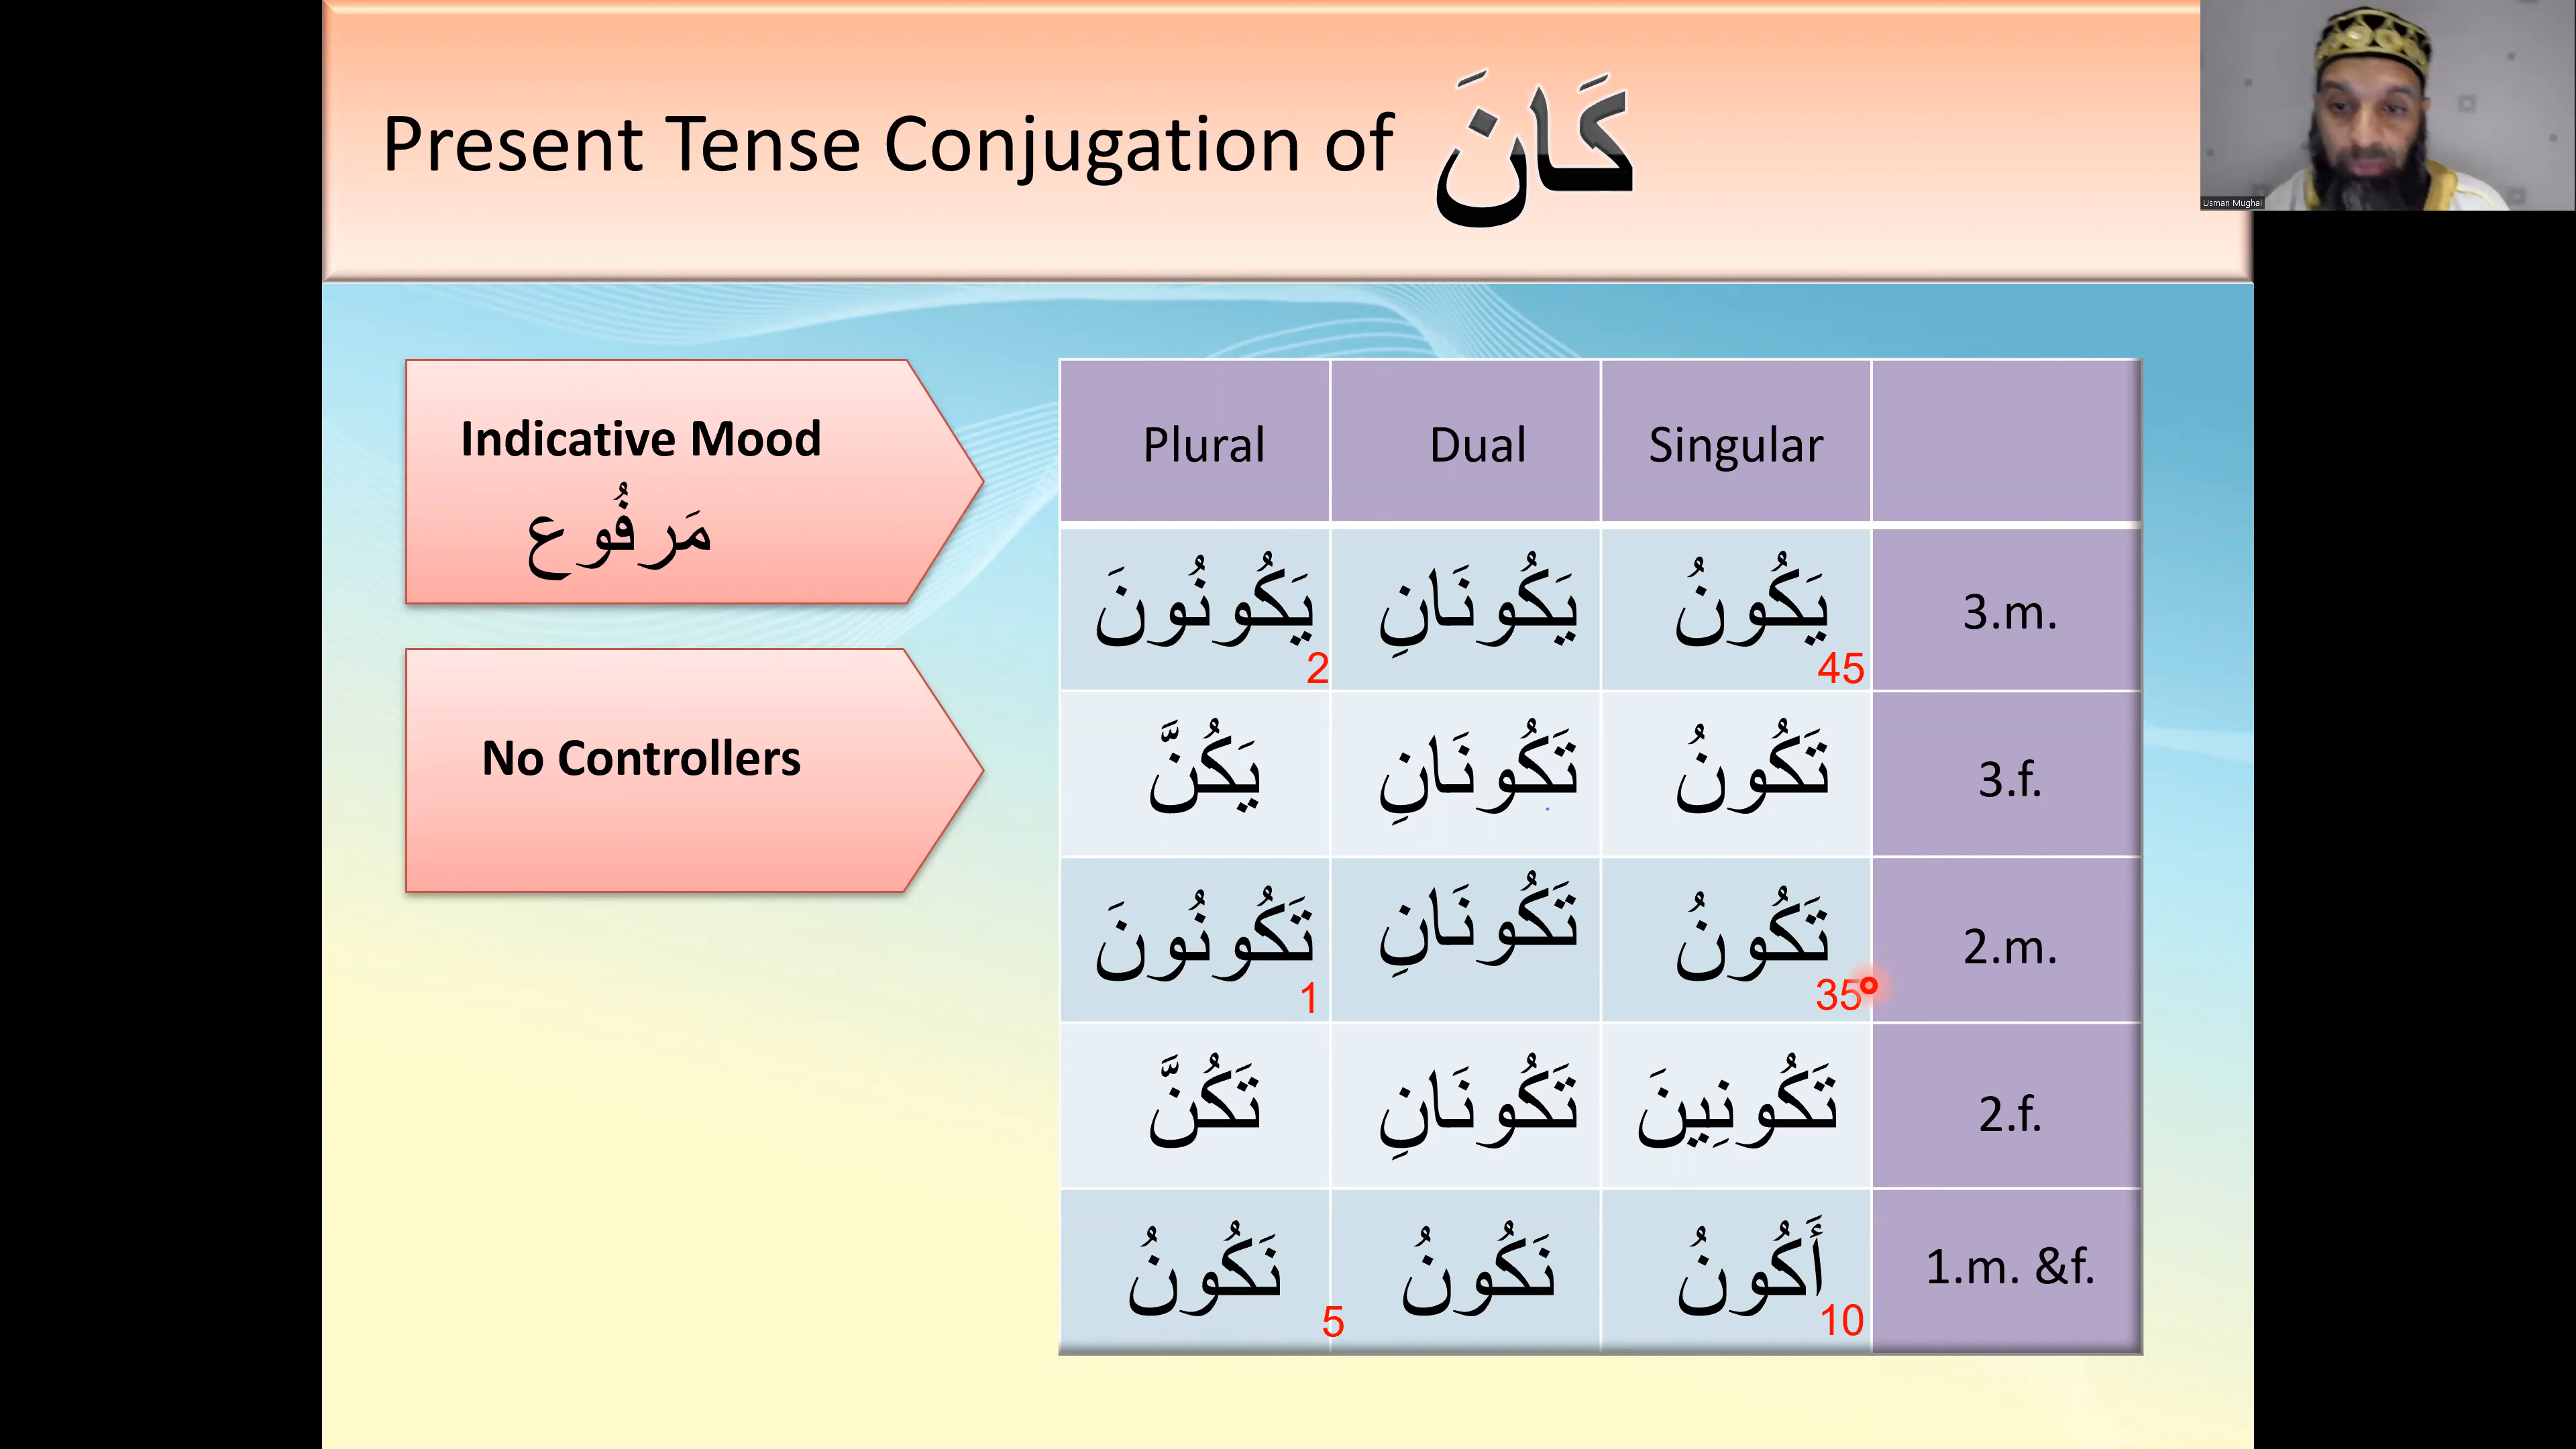 Present Tense Conjugation of كَانَ
Usman Mughal
Indicative Mood
مَرفُوع
No Controllers
Plural Dual Singular
يَكُونُونَ يَكُونَانِ يَكُونُ 3.m.
2 45
يَكُنَّ تَكُونَانِ تَكُونُ 3.f.
تَكُونُونَ تَكُونَانِ تَكُونُ 2.m.
1 35
تَكُنَّ تَكُونَانِ تَكُونِينَ 2.f.
نَكُونُ نَكُونُ أَكُونُ 1.m. &f.
5 10